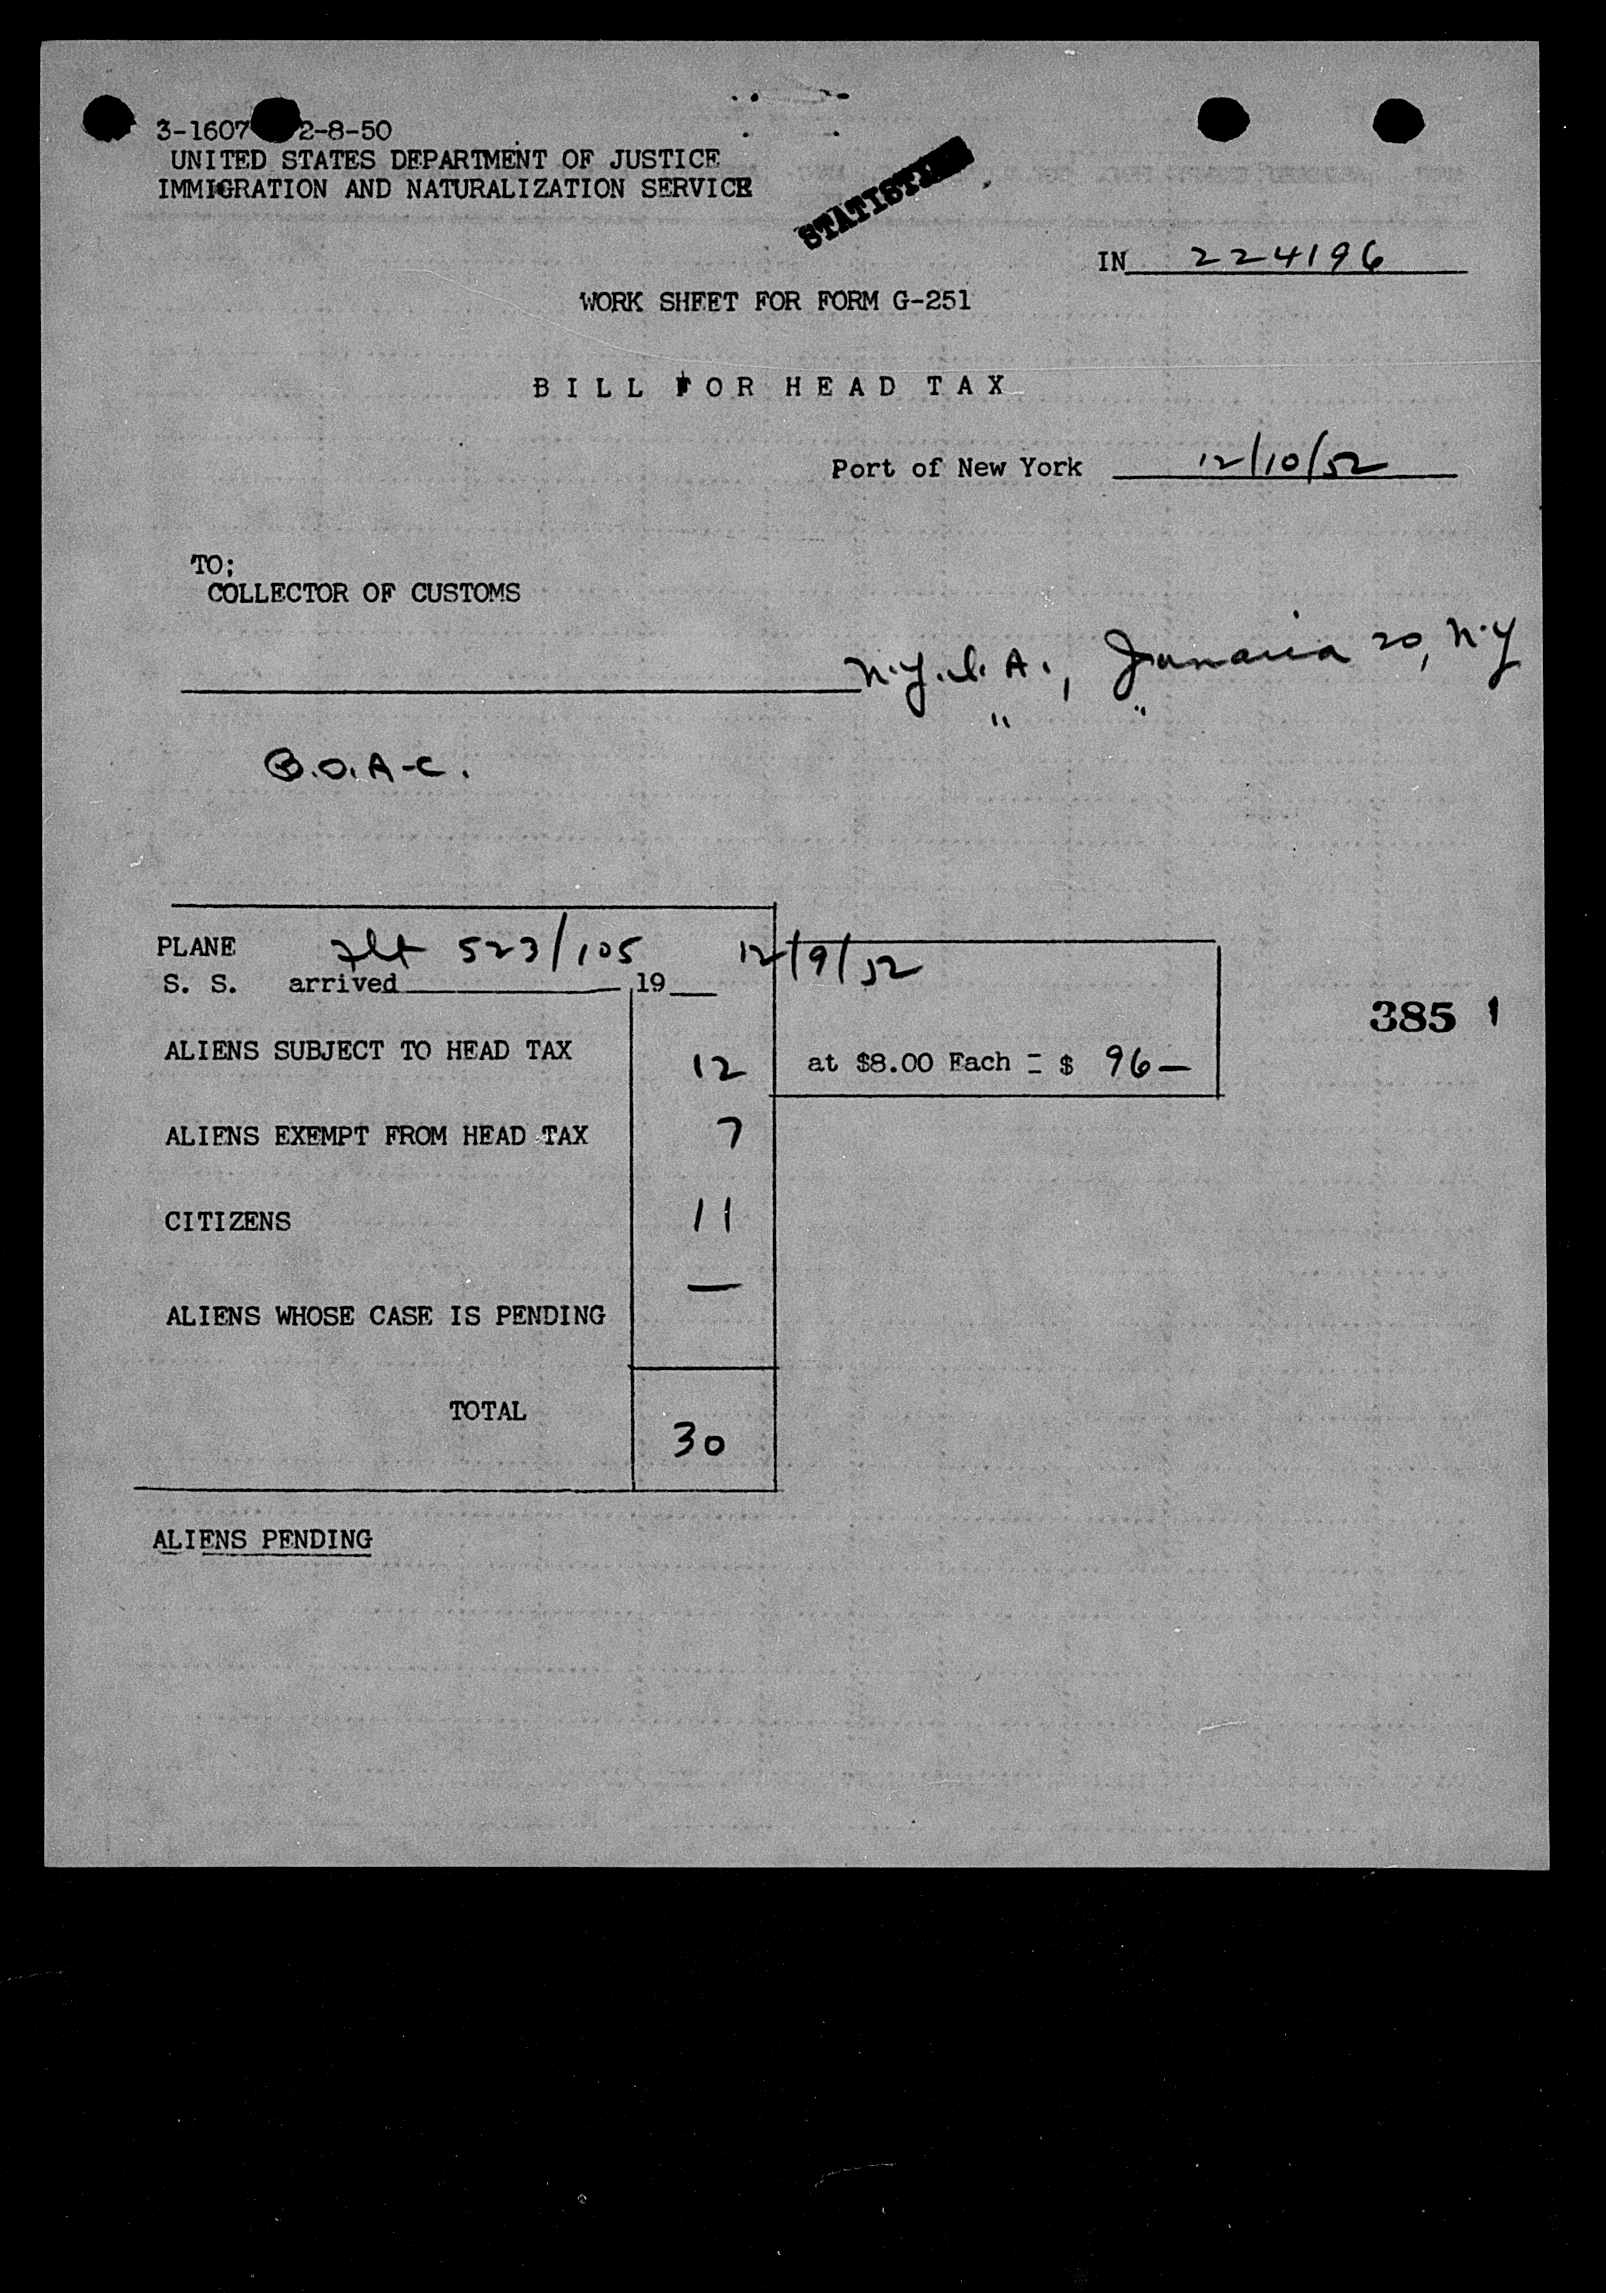 3-1607 2-8-50
UNITED STATES DEPARTMENT OF JUSTICE
IMMIGRATION AND NATURALIZATION SERVICE
IN 224196
WORK SHEET FOR FORM G-251
BILL FOR HEAD TAX
Port of New York 12/10/52
TO;
COLLECTOR OF CUSTOMS
N.Y.I.A., Jamaica 20, N.Y
" "
B.O.A-C.
PLANE flt 523/105 12/9/52
S. S. arrived 19
385 1
ALIENS SUBJECT TO HEAD TAX 12 at $8.00 Each = $ 96—
ALIENS EXEMPT FROM HEAD TAX 7
CITIZENS 11
ALIENS WHOSE CASE IS PENDING —
TOTAL 30
ALIENS PENDING